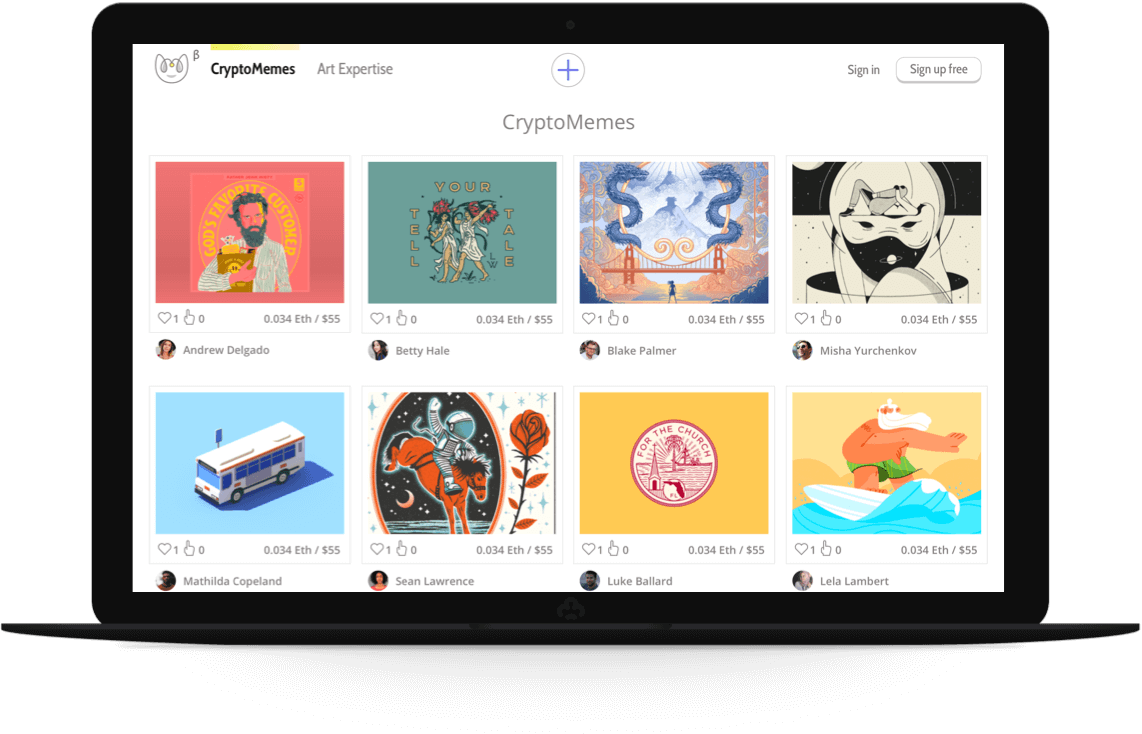 β
CryptoMemes Art Expertise Sign in Sign up free
CryptoMemes
GOD'S FAVORITE CUSTOMER
YOUR
TELL TALE
1 0 0.034 Eth / $55 1 0 0.034 Eth / $55 1 0 0.034 Eth / $55 1 0 0.034 Eth / $55
Andrew Delgado Betty Hale Blake Palmer Misha Yurchenkov
FOR THE CHURCH
FL
1 0 0.034 Eth / $55 1 0 0.034 Eth / $55 1 0 0.034 Eth / $55 1 0 0.034 Eth / $55
Mathilda Copeland Sean Lawrence Luke Ballard Lela Lambert